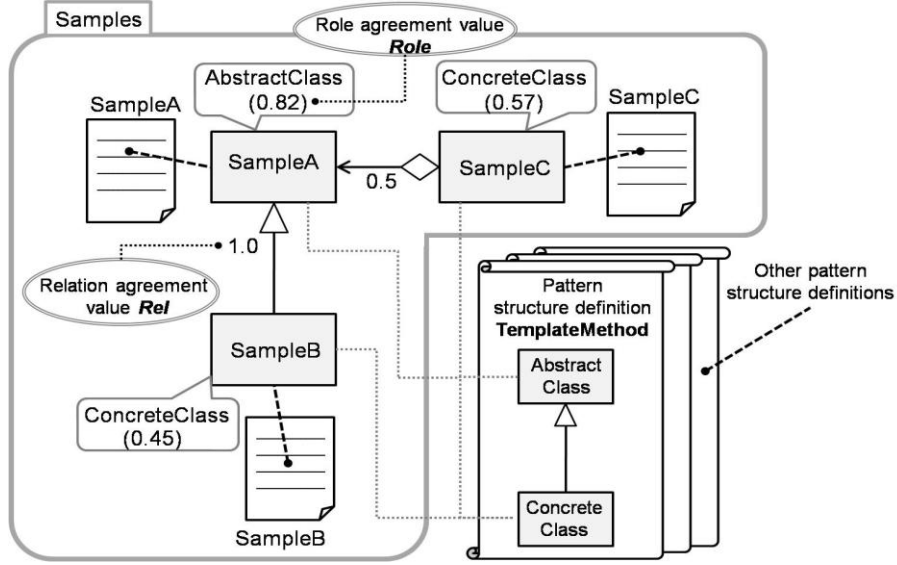 Samples
Role agreement value
Role
AbstractClass
(0.82)
ConcreteClass
(0.57)
SampleA
SampleC
SampleA
0.5
SampleC
1.0
Relation agreement
value Rel
SampleB
ConcreteClass
(0.45)
SampleB
Pattern
structure definition
TemplateMethod
Abstract
Class
Concrete
Class
Other pattern
structure definitions